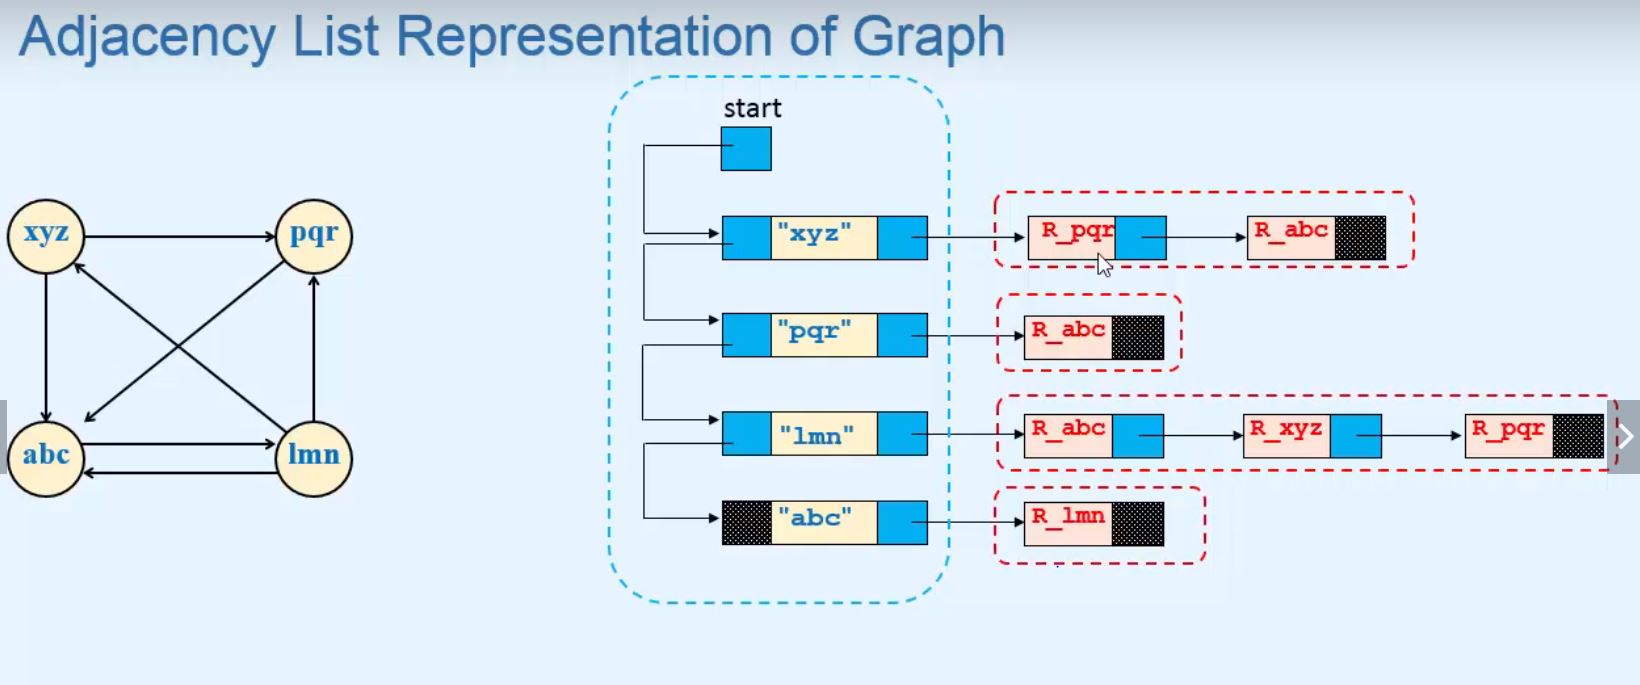 Adjacency List Representation of Graph
start
xyz
pqr
abc
lmn
"xyz"
R_pqr
R_abc
"pqr"
R_abc
"lmn"
R_abc
R_xyz
R_pqr
"abc"
R_lmn